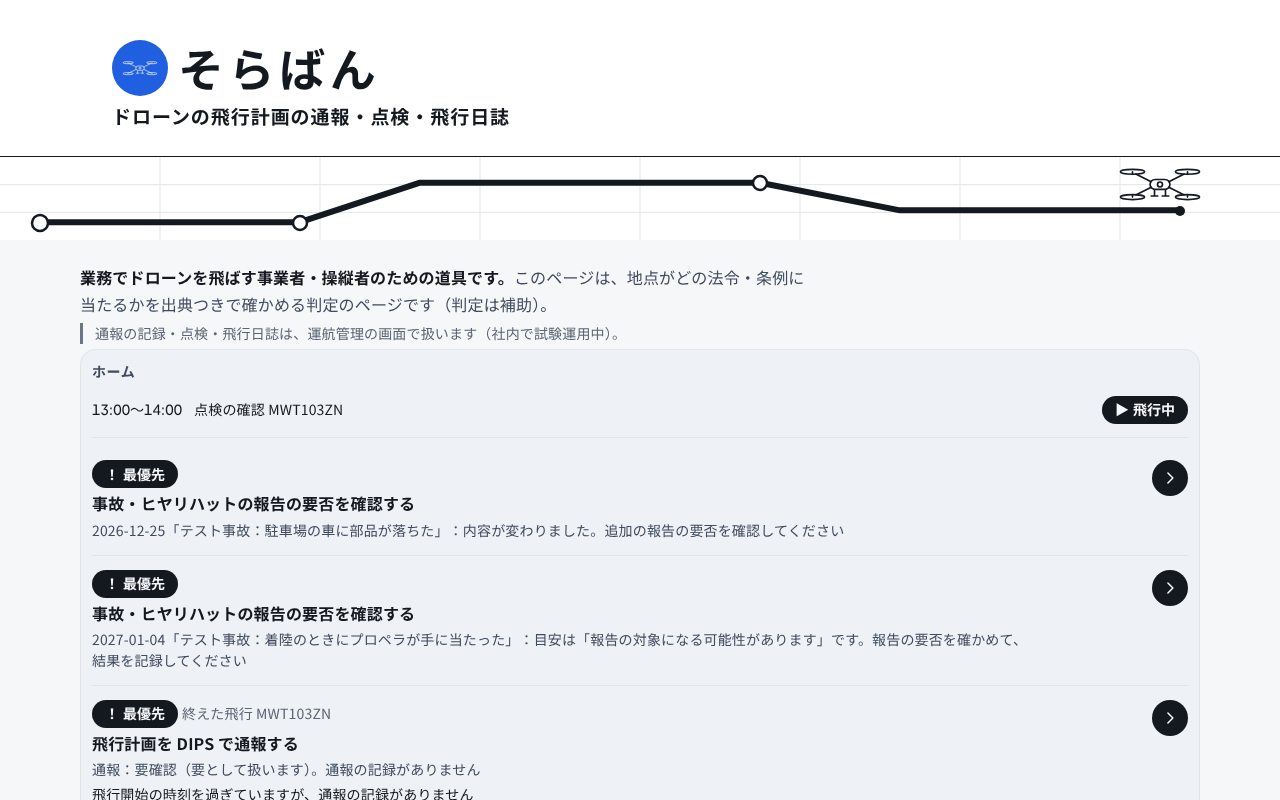 そらばん
ドローンの飛行計画の通報・点検・飛行日誌
業務でドローンを飛ばす事業者・操縦者のための道具です。このページは、地点がどの法令・条例に
当たるかを出典つきで確かめる判定のページです（判定は補助）。
通報の記録・点検・飛行日誌は、運航管理の画面で扱います（社内で試験運用中）。
ホーム
13:00〜14:00 点検の確認 MWT103ZN ▶ 飛行中
！ 最優先
事故・ヒヤリハットの報告の要否を確認する
2026-12-25「テスト事故：駐車場の車に部品が落ちた」：内容が変わりました。追加の報告の要否を確認してください
！ 最優先
事故・ヒヤリハットの報告の要否を確認する
2027-01-04「テスト事故：着陸のときにプロペラが手に当たった」：目安は「報告の対象になる可能性があります」です。報告の要否を確かめて、
結果を記録してください
！ 最優先 終えた飛行 MWT103ZN
飛行計画を DIPS で通報する
通報：要確認（要として扱います）。通報の記録がありません
飛行開始の時刻を過ぎていますが、通報の記録がありません